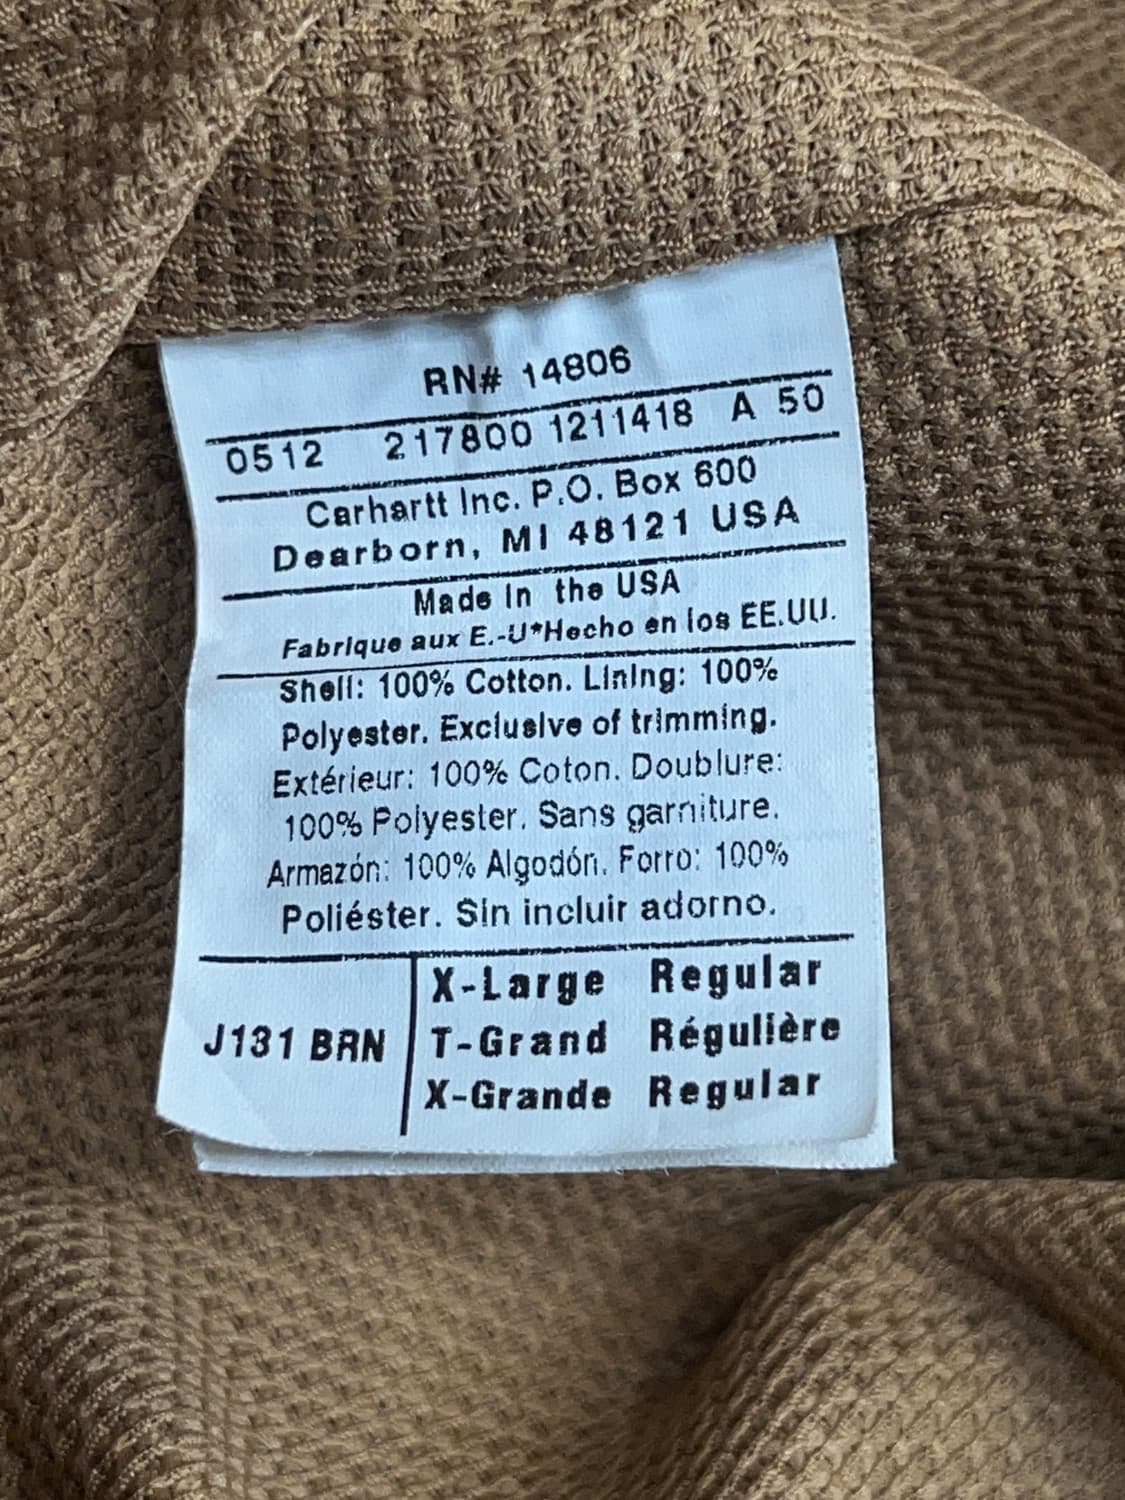 RN# 14806
0512 217800 1211418 A 50
Carhartt Inc. P.O. Box 600
Dearborn, MI 48121 USA
Made In the USA
Fabrique aux E.-U*Hecho en los EE.UU.
Shell: 100% Cotton. Lining: 100%
Polyester. Exclusive of trimming.
Extérieur: 100% Coton. Doublure:
100% Polyester. Sans garniture.
Armazón: 100% Algodón. Forro: 100%
Poliéster. Sin incluir adorno.
J131 BRN
X-Large Regular
T-Grand Régulière
X-Grande Regular